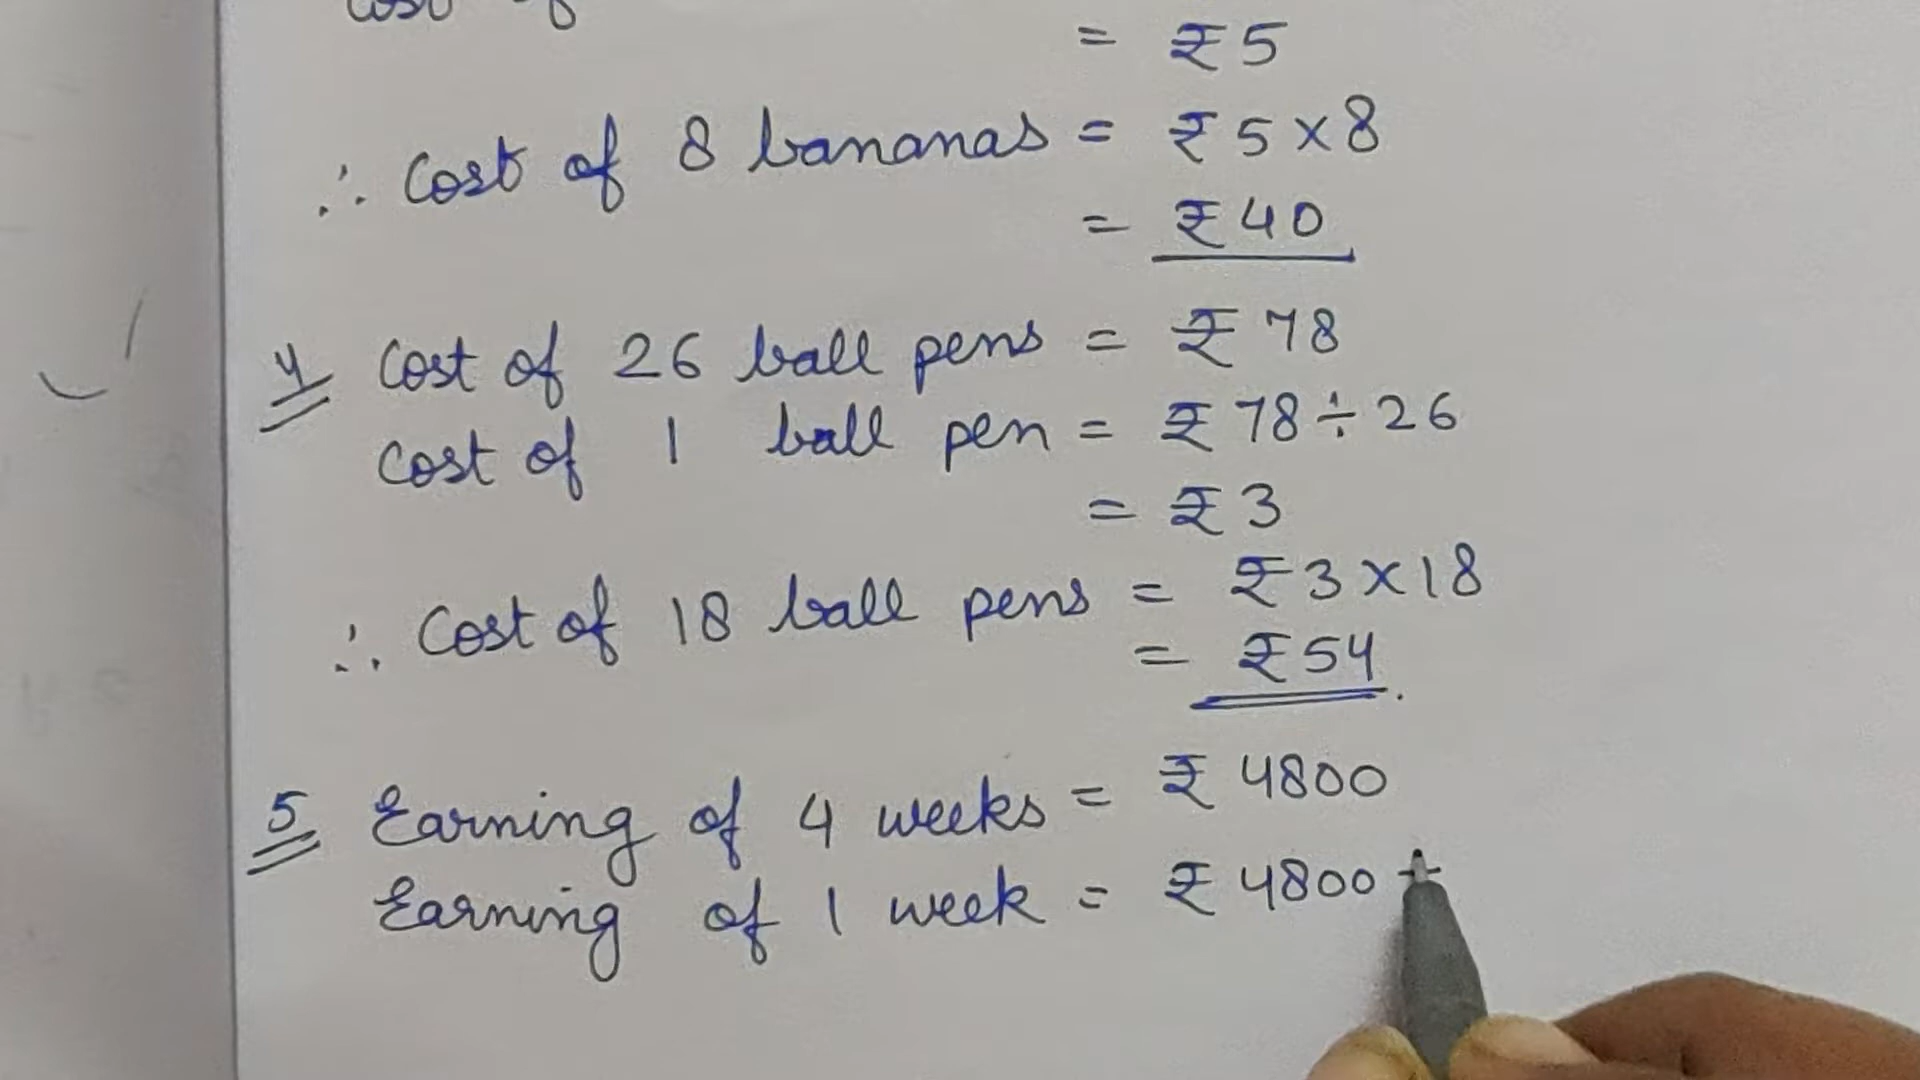 Cost of
= ₹5
∴ Cost of 8 bananas = ₹5×8
= ₹40
4 Cost of 26 ball pens = ₹78
Cost of 1 ball pen = ₹78÷26
= ₹3
∴ Cost of 18 ball pens = ₹3×18
= ₹54.
5 Earning of 4 weeks = ₹4800
Earning of 1 week = ₹4800